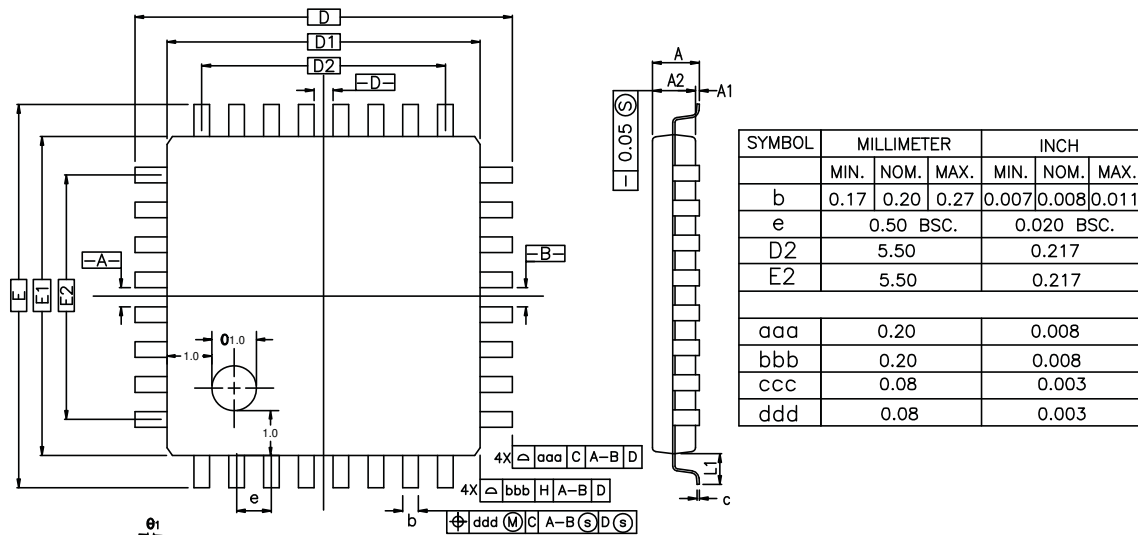 D
D1
D2
-D-
A
A2
A1
0.05 Ⓢ
E
E1
E2
-A-
-B-
01.0
1.0
1.0
4X ⌓ aaa C A-B D
4X ⌓ bbb H A-B D
⌖ ddd Ⓜ C A-B ⓢ D ⓢ
e
b
L1
c
θ1
SYMBOL MILLIMETER INCH
MIN. NOM. MAX. MIN. NOM. MAX.
b 0.17 0.20 0.27 0.007 0.008 0.011
e 0.50 BSC. 0.020 BSC.
D2 5.50 0.217
E2 5.50 0.217
aaa 0.20 0.008
bbb 0.20 0.008
ccc 0.08 0.003
ddd 0.08 0.003